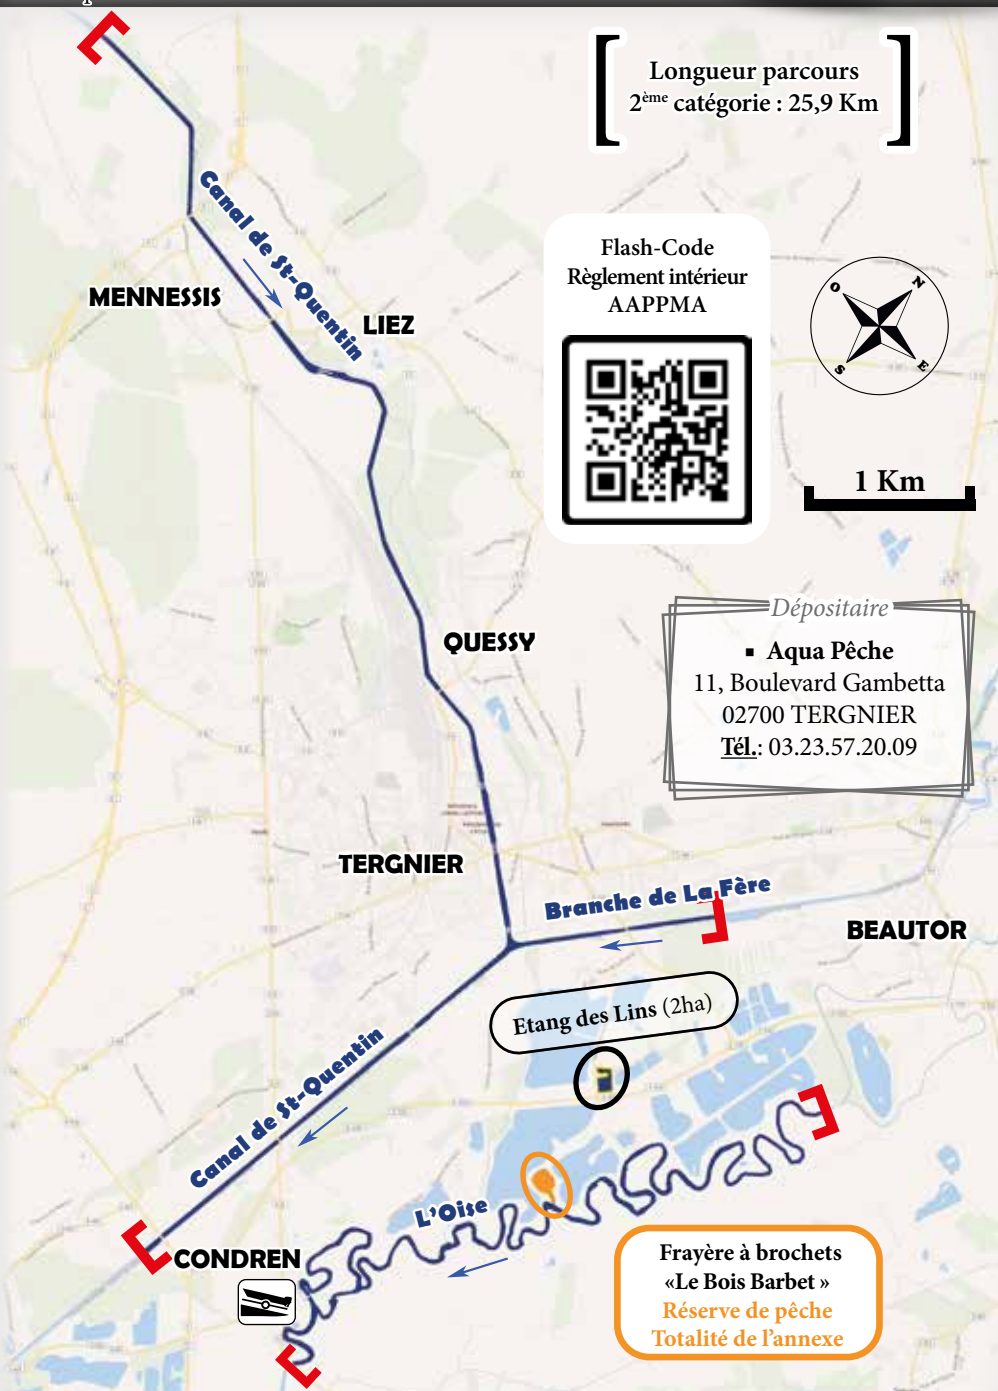 Longueur parcours
2ème catégorie : 25,9 Km
Canal de St-Quentin
MENNESSIS
LIEZ
Flash-Code
Règlement intérieur
AAPPMA
O
N
S
E
1 Km
QUESSY
Dépositaire
▪ Aqua Pêche
11, Boulevard Gambetta
02700 TERGNIER
Tél.: 03.23.57.20.09
TERGNIER
Branche de La Fère
BEAUTOR
Etang des Lins (2ha)
Canal de St-Quentin
L'Oise
CONDREN
Frayère à brochets
«Le Bois Barbet »
Réserve de pêche
Totalité de l'annexe